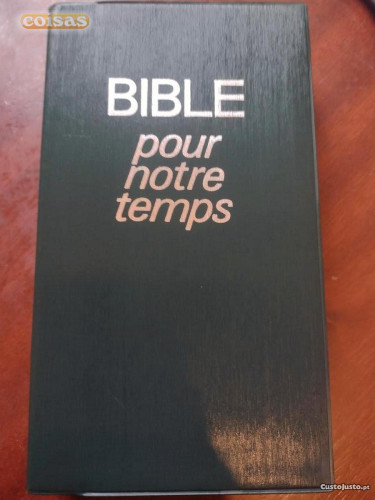 coisas
BIBLE
pour
notre
temps
CustoJusto.pt